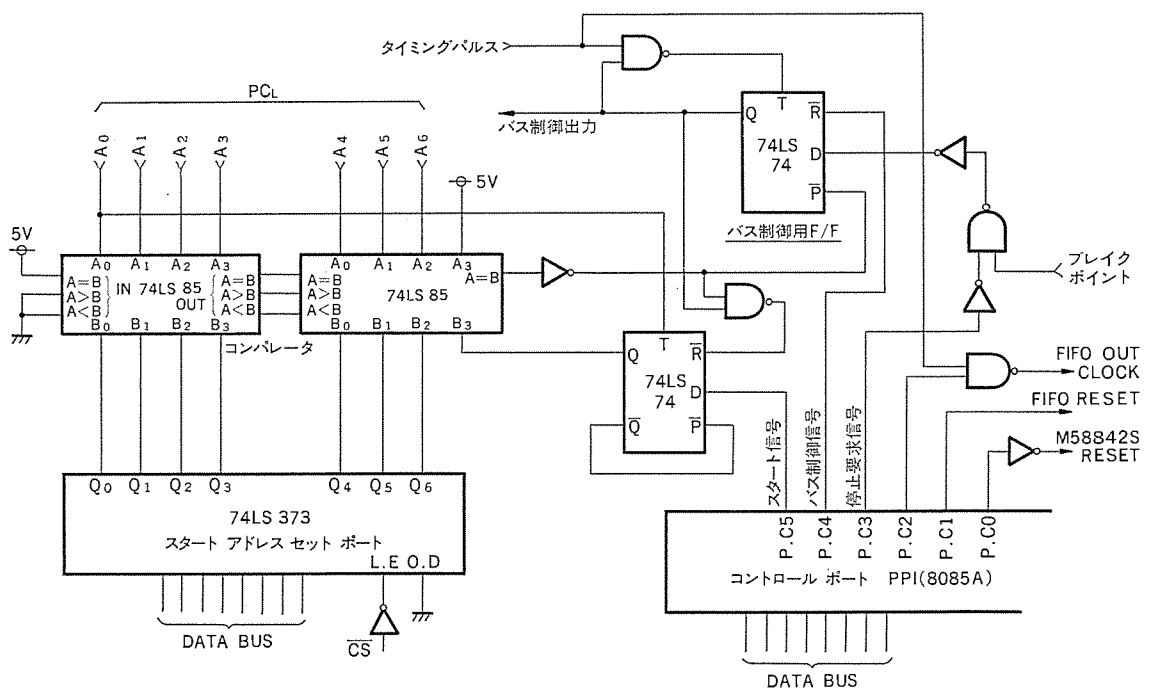 タイミングパルス
PCL
A0 A1 A2 A3 A4 A5 A6
5V
バス制御出力
Q T R̅
74LS
74
D
P̅
バス制御用F/F
ブレイク
ポイント
5V
A0 A1 A2 A3
A=B
A>B
A<B
IN 74LS 85
OUT
A=B
A>B
A<B
B0 B1 B2 B3
コンパレータ
A0 A1 A2 A3
A=B
A>B
A<B
A=B
74LS 85
B0 B1 B2 B3
Q T R̅
74LS
74
D
Q̅ P̅
FIFO OUT
CLOCK
FIFO RESET
M58842S
RESET
スタート信号
バス制御信号
停止要求信号
Q0 Q1 Q2 Q3 Q4 Q5 Q6
74LS 373
スタート アドレス セット ポート
L.E O.D
DATA BUS
C̅S̅
P.C5 P.C4 P.C3 P.C2 P.C1 P.C0
コントロール ポート PPI(8085A)
DATA BUS